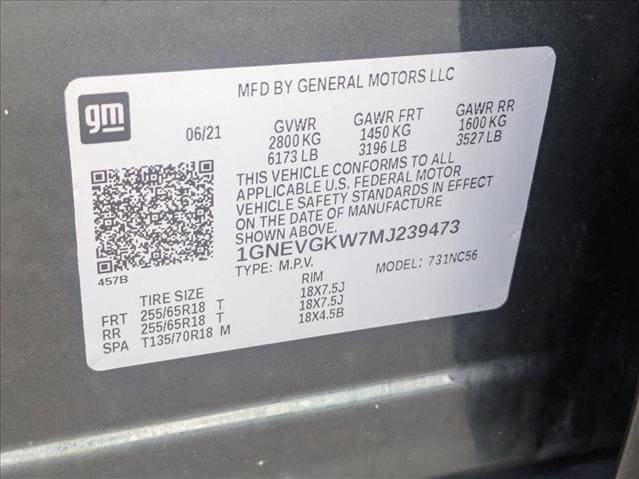 gm
MFD BY GENERAL MOTORS LLC
06/21 GVWR GAWR FRT GAWR RR
2800 KG 1450 KG 1600 KG
6173 LB 3196 LB 3527 LB
THIS VEHICLE CONFORMS TO ALL
APPLICABLE U.S. FEDERAL MOTOR
VEHICLE SAFETY STANDARDS IN EFFECT
ON THE DATE OF MANUFACTURE
SHOWN ABOVE.
1GNEVGKW7MJ239473
TYPE: M.P.V. MODEL: 731NC56
457B
TIRE SIZE RIM
FRT 255/65R18 T 18X7.5J
RR 255/65R18 T 18X7.5J
SPA T135/70R18 M 18X4.5B